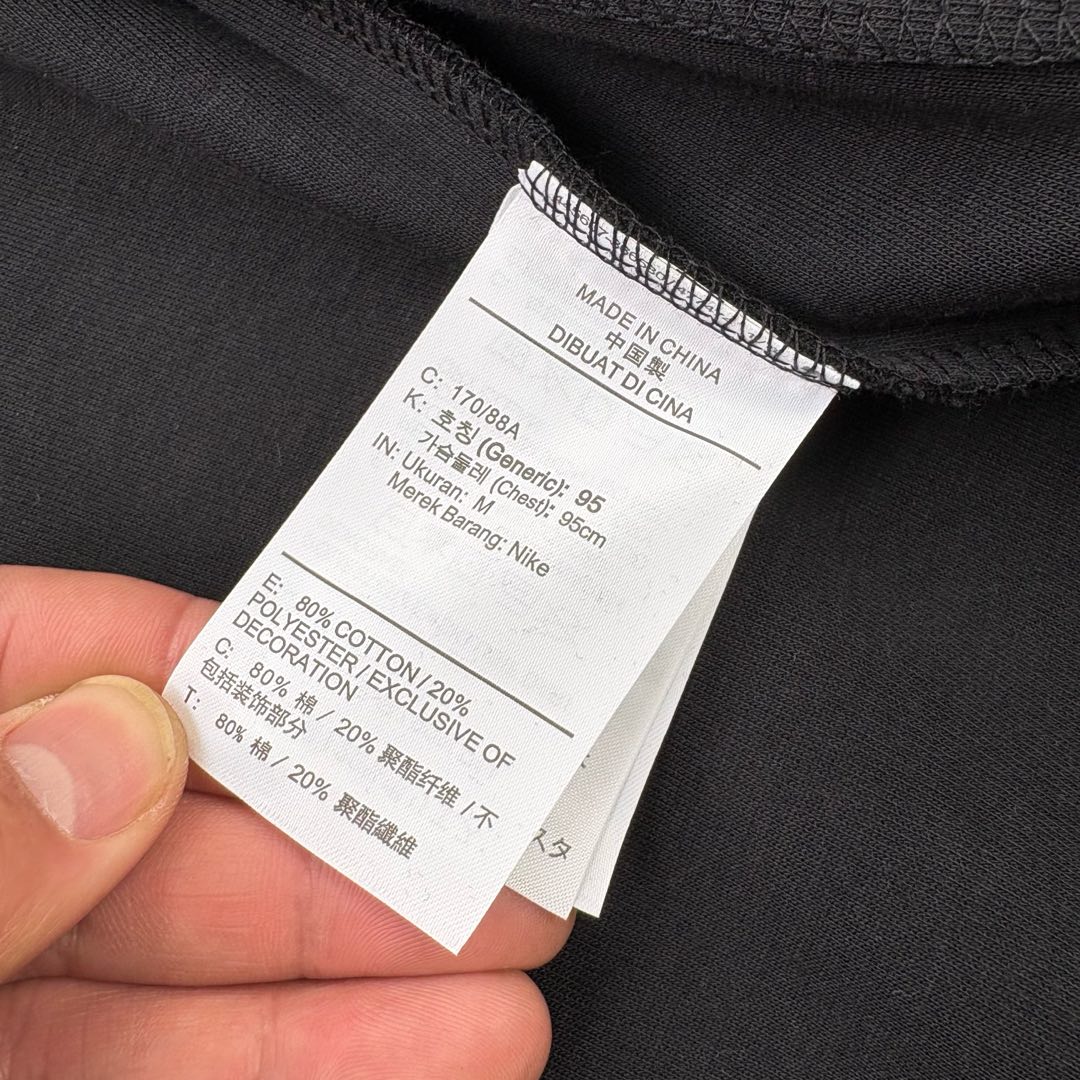 MADE IN CHINA
中国製
DIBUAT DI CINA
C: 170/88A
K: 호칭 (Generic): 95
가슴둘레 (Chest): 95cm
IN: Ukuran: M
Merek Barang: Nike
E: 80% COTTON / 20%
POLYESTER / EXCLUSIVE OF
DECORATION
C: 80% 棉 / 20% 聚酯纤维 / 不
包括装饰部分
T: 80% 棉 / 20% 聚酯纖維
スタ